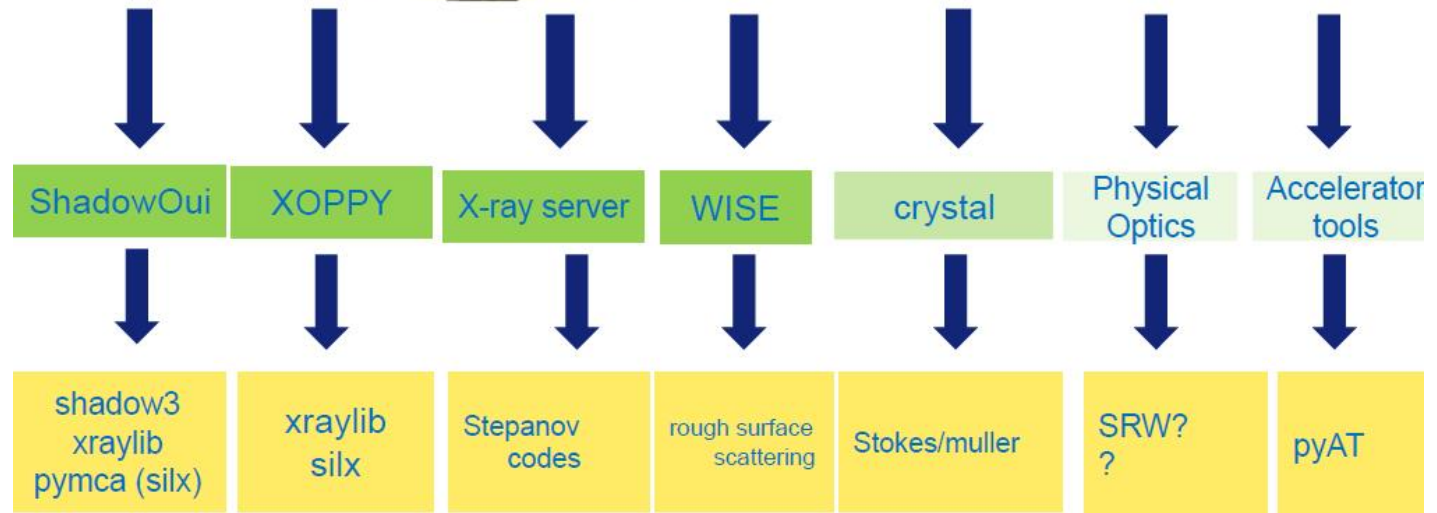 ShadowOui
XOPPY
X-ray server
WISE
crystal
Physical
Optics
Accelerator
tools
shadow3
xraylib
pymca (silx)
xraylib
silx
Stepanov
codes
rough surface
scattering
Stokes/muller
SRW?
?
pyAT